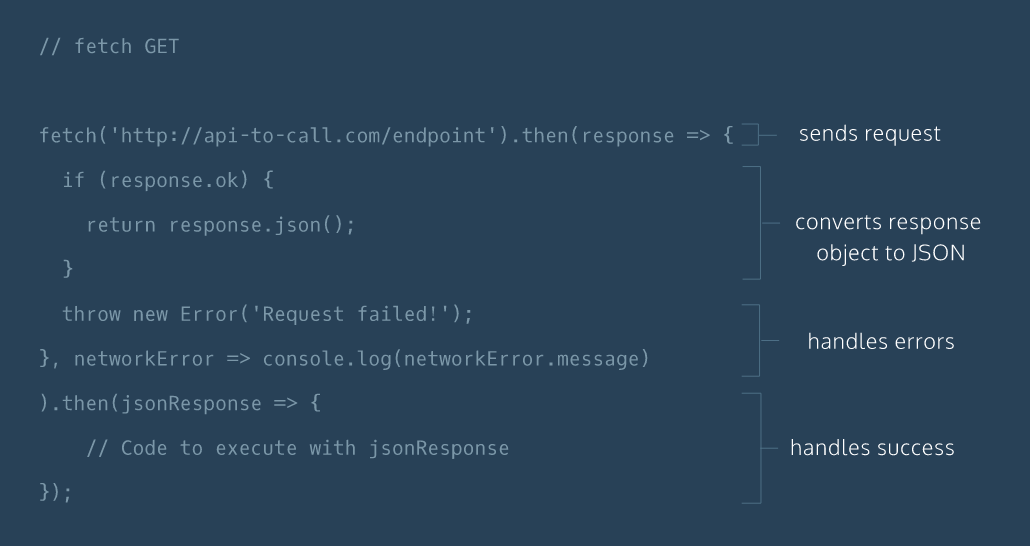 // fetch GET
fetch('http://api-to-call.com/endpoint').then(response => {
sends request
if (response.ok) {
return response.json();
}
converts response
object to JSON
throw new Error('Request failed!');
}, networkError => console.log(networkError.message)
handles errors
).then(jsonResponse => {
// Code to execute with jsonResponse
});
handles success